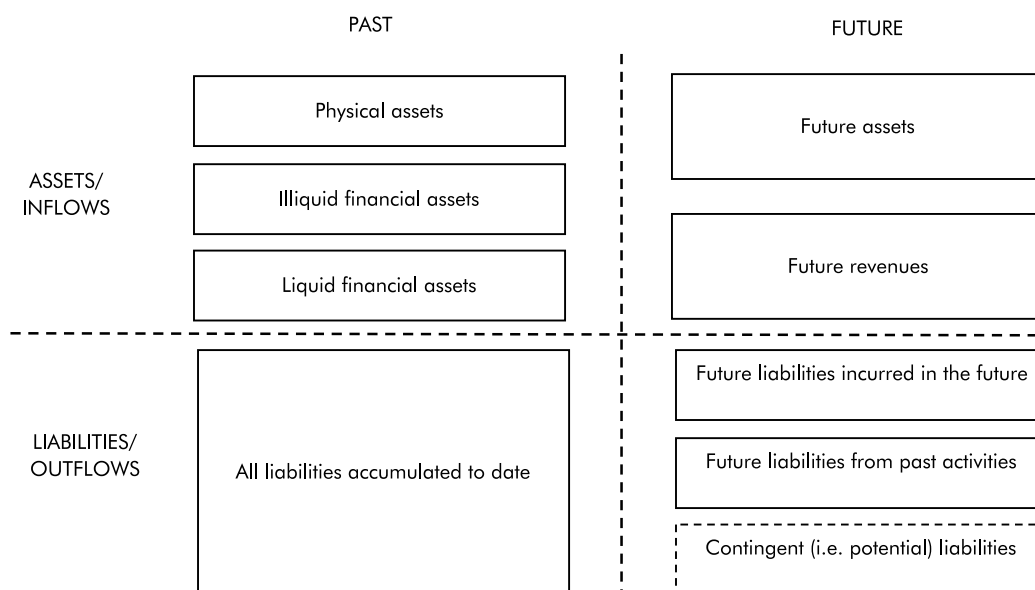 PAST
FUTURE
Physical assets
Future assets
ASSETS/
INFLOWS
Illiquid financial assets
Liquid financial assets
Future revenues
LIABILITIES/
OUTFLOWS
All liabilities accumulated to date
Future liabilities incurred in the future
Future liabilities from past activities
Contingent (i.e. potential) liabilities